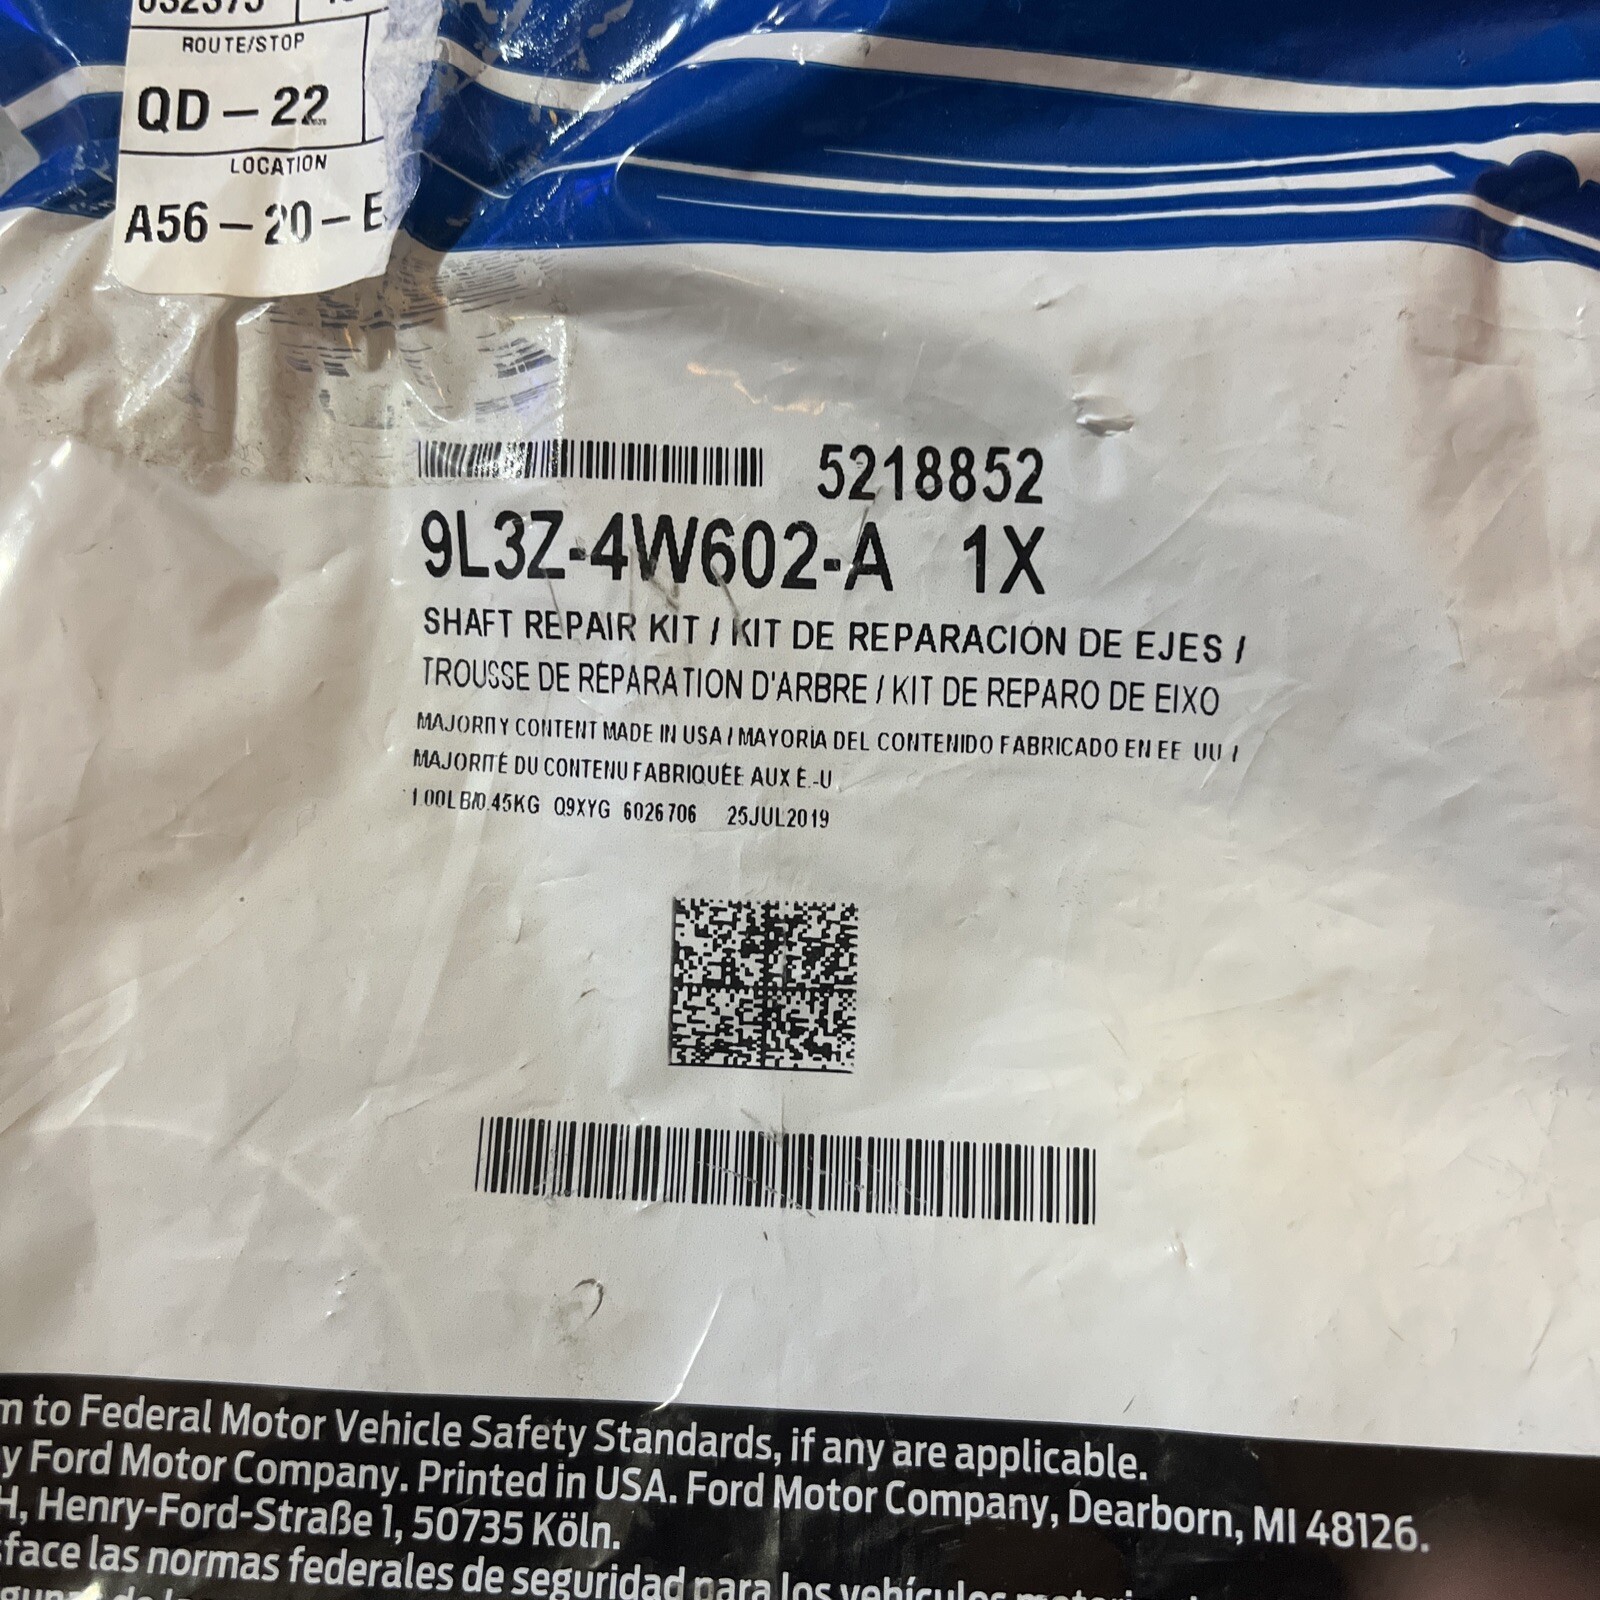 ROUTE/STOP
QD-22
LOCATION
A56-20-E
5218852
9L3Z-4W602-A 1X
SHAFT REPAIR KIT / KIT DE REPARACIÓN DE EJES /
TROUSSE DE RÉPARATION D'ARBRE / KIT DE REPARO DE EIXO
MAJORITY CONTENT MADE IN USA / MAYORÍA DEL CONTENIDO FABRICADO EN EE UU /
MAJORITÉ DU CONTENU FABRIQUÉE AUX É.-U
1.00LB/0.45KG Q9XYG 6026706 25JUL2019
to Federal Motor Vehicle Safety Standards, if any are applicable.
Ford Motor Company. Printed in USA. Ford Motor Company, Dearborn, MI 48126.
H, Henry-Ford-Straße 1, 50735 Köln.
sface las normas federales de seguridad para los vehículos